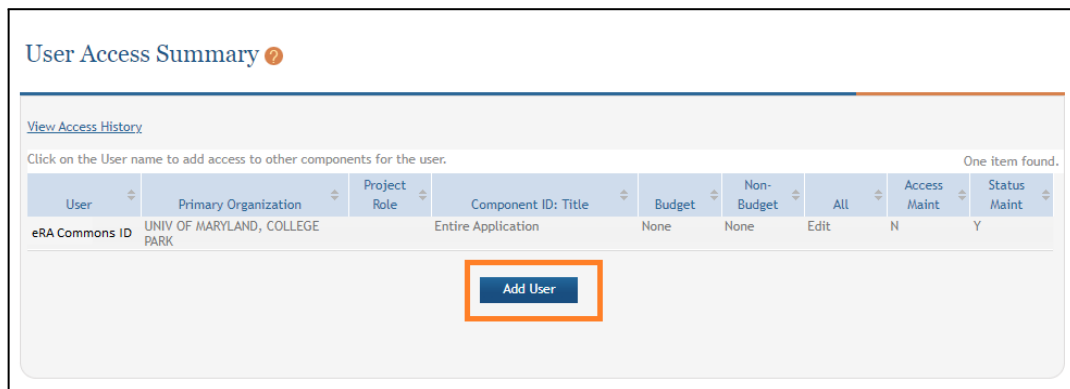 User Access Summary ?
View Access History
Click on the User name to add access to other components for the user. One item found.
User Primary Organization Project Role Component ID: Title Budget Non-Budget All Access Maint Status Maint
eRA Commons ID UNIV OF MARYLAND, COLLEGE PARK Entire Application None None Edit N Y
Add User